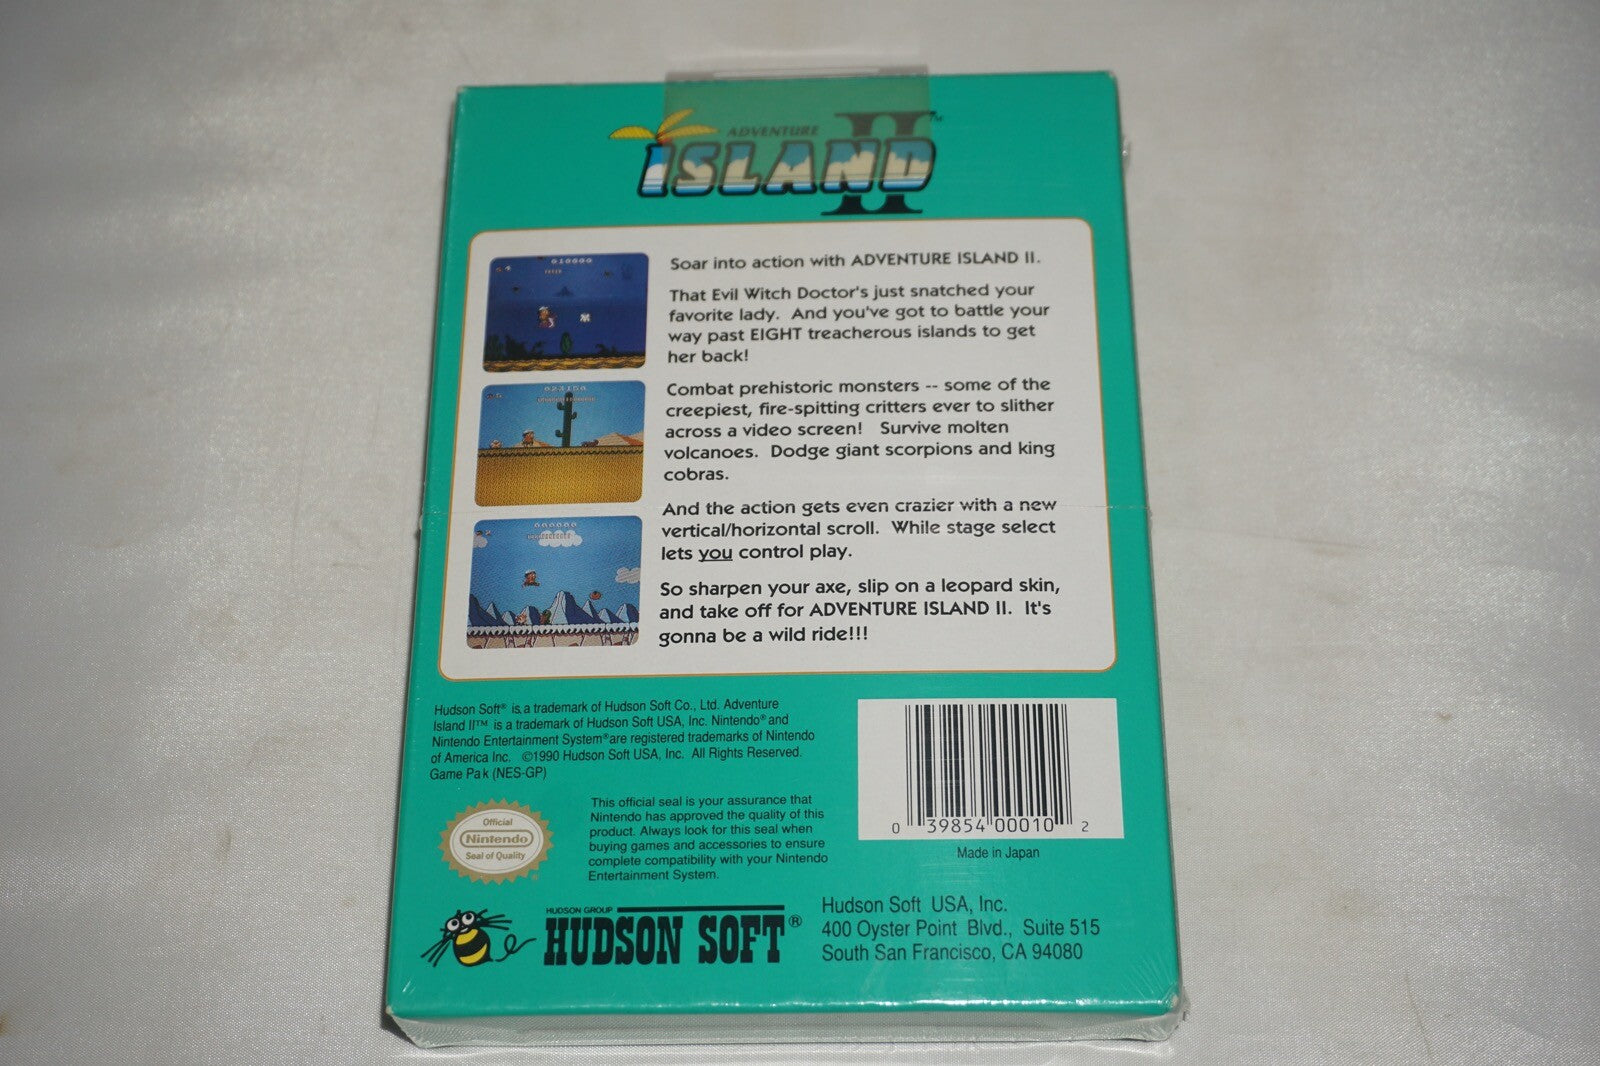 ADVENTURE
ISLAND II™
Soar into action with ADVENTURE ISLAND II.
That Evil Witch Doctor's just snatched your
favorite lady. And you've got to battle your
way past EIGHT treacherous islands to get
her back!
Combat prehistoric monsters -- some of the
creepiest, fire-spitting critters ever to slither
across a video screen! Survive molten
volcanoes. Dodge giant scorpions and king
cobras.
And the action gets even crazier with a new
vertical/horizontal scroll. While stage select
lets you control play.
So sharpen your axe, slip on a leopard skin,
and take off for ADVENTURE ISLAND II. It's
gonna be a wild ride!!!
Hudson Soft® is a trademark of Hudson Soft Co., Ltd. Adventure
Island II™ is a trademark of Hudson Soft USA, Inc. Nintendo® and
Nintendo Entertainment System® are registered trademarks of Nintendo
of America Inc. ©1990 Hudson Soft USA, Inc. All Rights Reserved.
Game Pak (NES-GP)
0 39854 00010 2
Made in Japan
Official
Nintendo
Seal of Quality
This official seal is your assurance that
Nintendo has approved the quality of this
product. Always look for this seal when
buying games and accessories to ensure
complete compatibility with your Nintendo
Entertainment System.
HUDSON GROUP
HUDSON SOFT®
Hudson Soft USA, Inc.
400 Oyster Point Blvd., Suite 515
South San Francisco, CA 94080